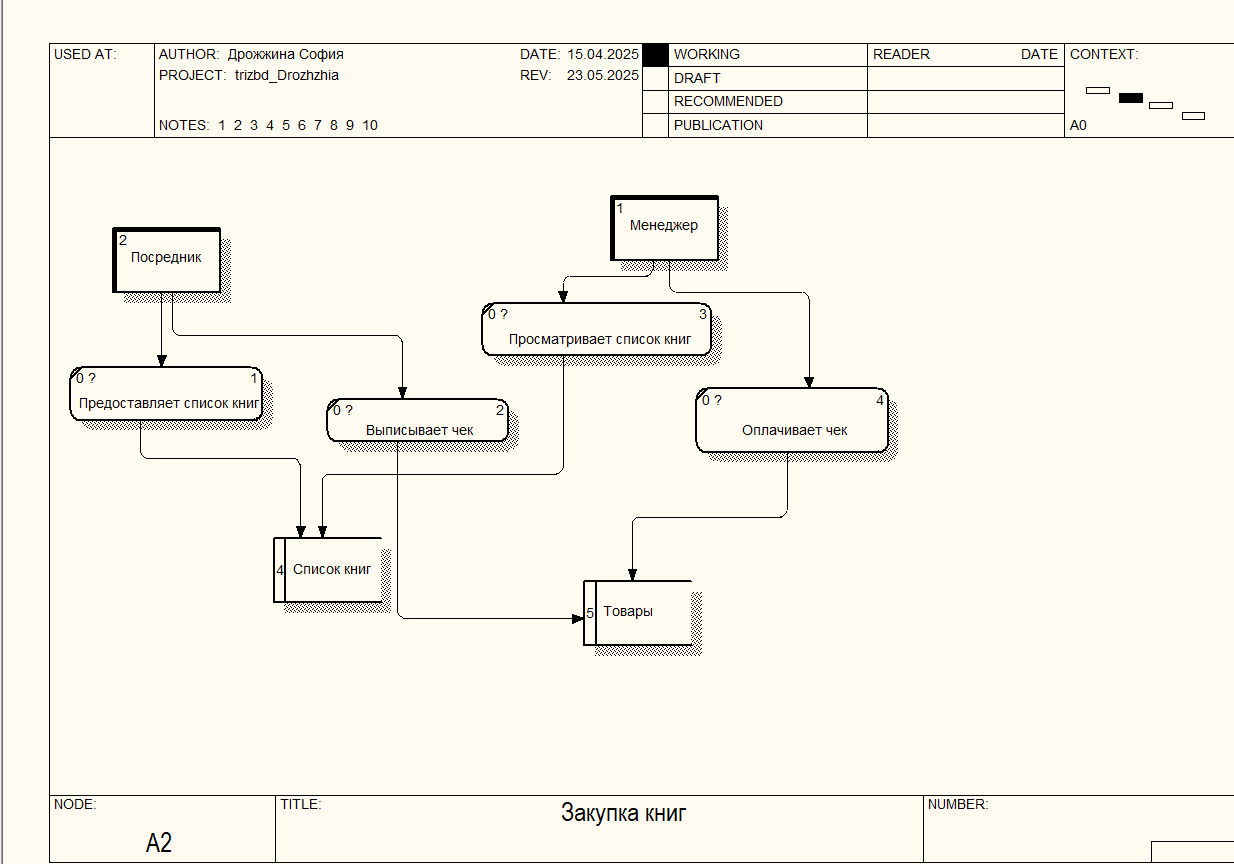 USED AT:
AUTHOR: Дрожжина София
DATE: 15.04.2025
PROJECT: trizbd_Drozhzhia
REV: 23.05.2025
NOTES: 1 2 3 4 5 6 7 8 9 10
WORKING
DRAFT
RECOMMENDED
PUBLICATION
READER DATE
CONTEXT:
A0
1
Менеджер
2
Посредник
0 ? 3
Просматривает список книг
0 ? 1
Предоставляет список книг
0 ? 2
Выписывает чек
0 ? 4
Оплачивает чек
4 Список книг
5 Товары
NODE:
A2
TITLE:
Закупка книг
NUMBER: